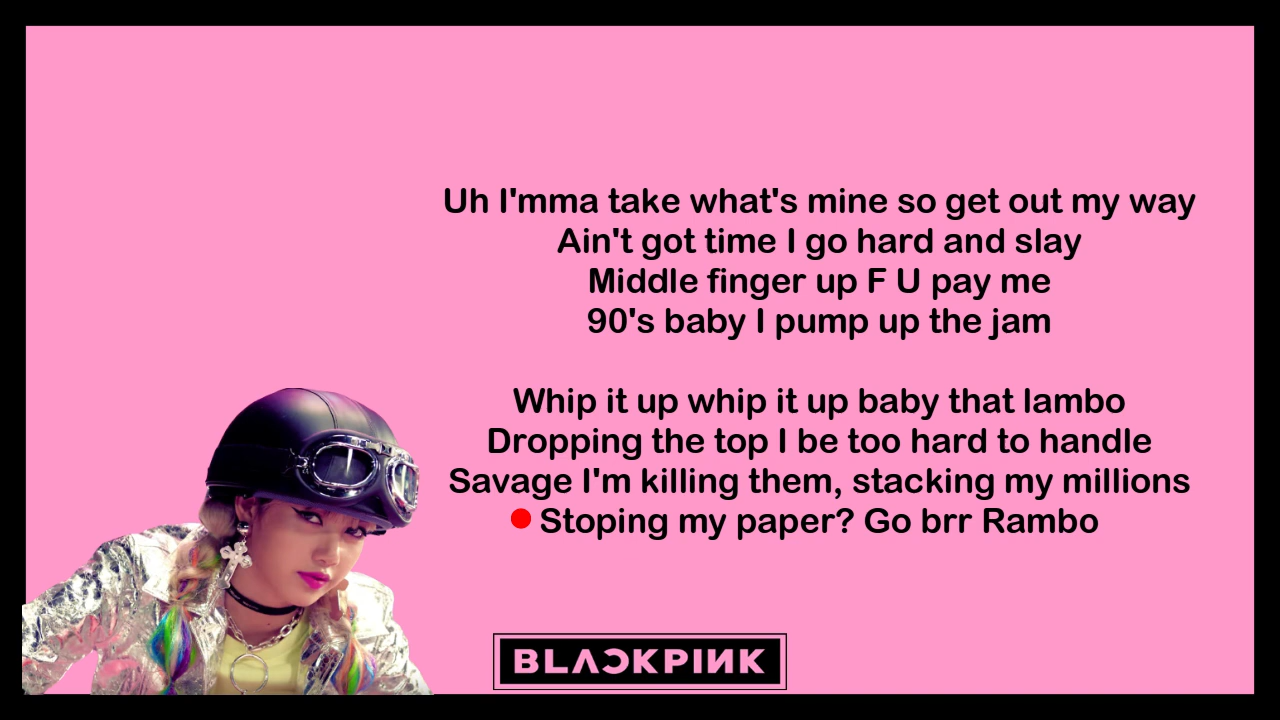 Uh I'mma take what's mine so get out my way
Ain't got time I go hard and slay
Middle finger up F U pay me
90's baby I pump up the jam
Whip it up whip it up baby that lambo
Dropping the top I be too hard to handle
Savage I'm killing them, stacking my millions
Stoping my paper? Go brr Rambo
BLACKPINK